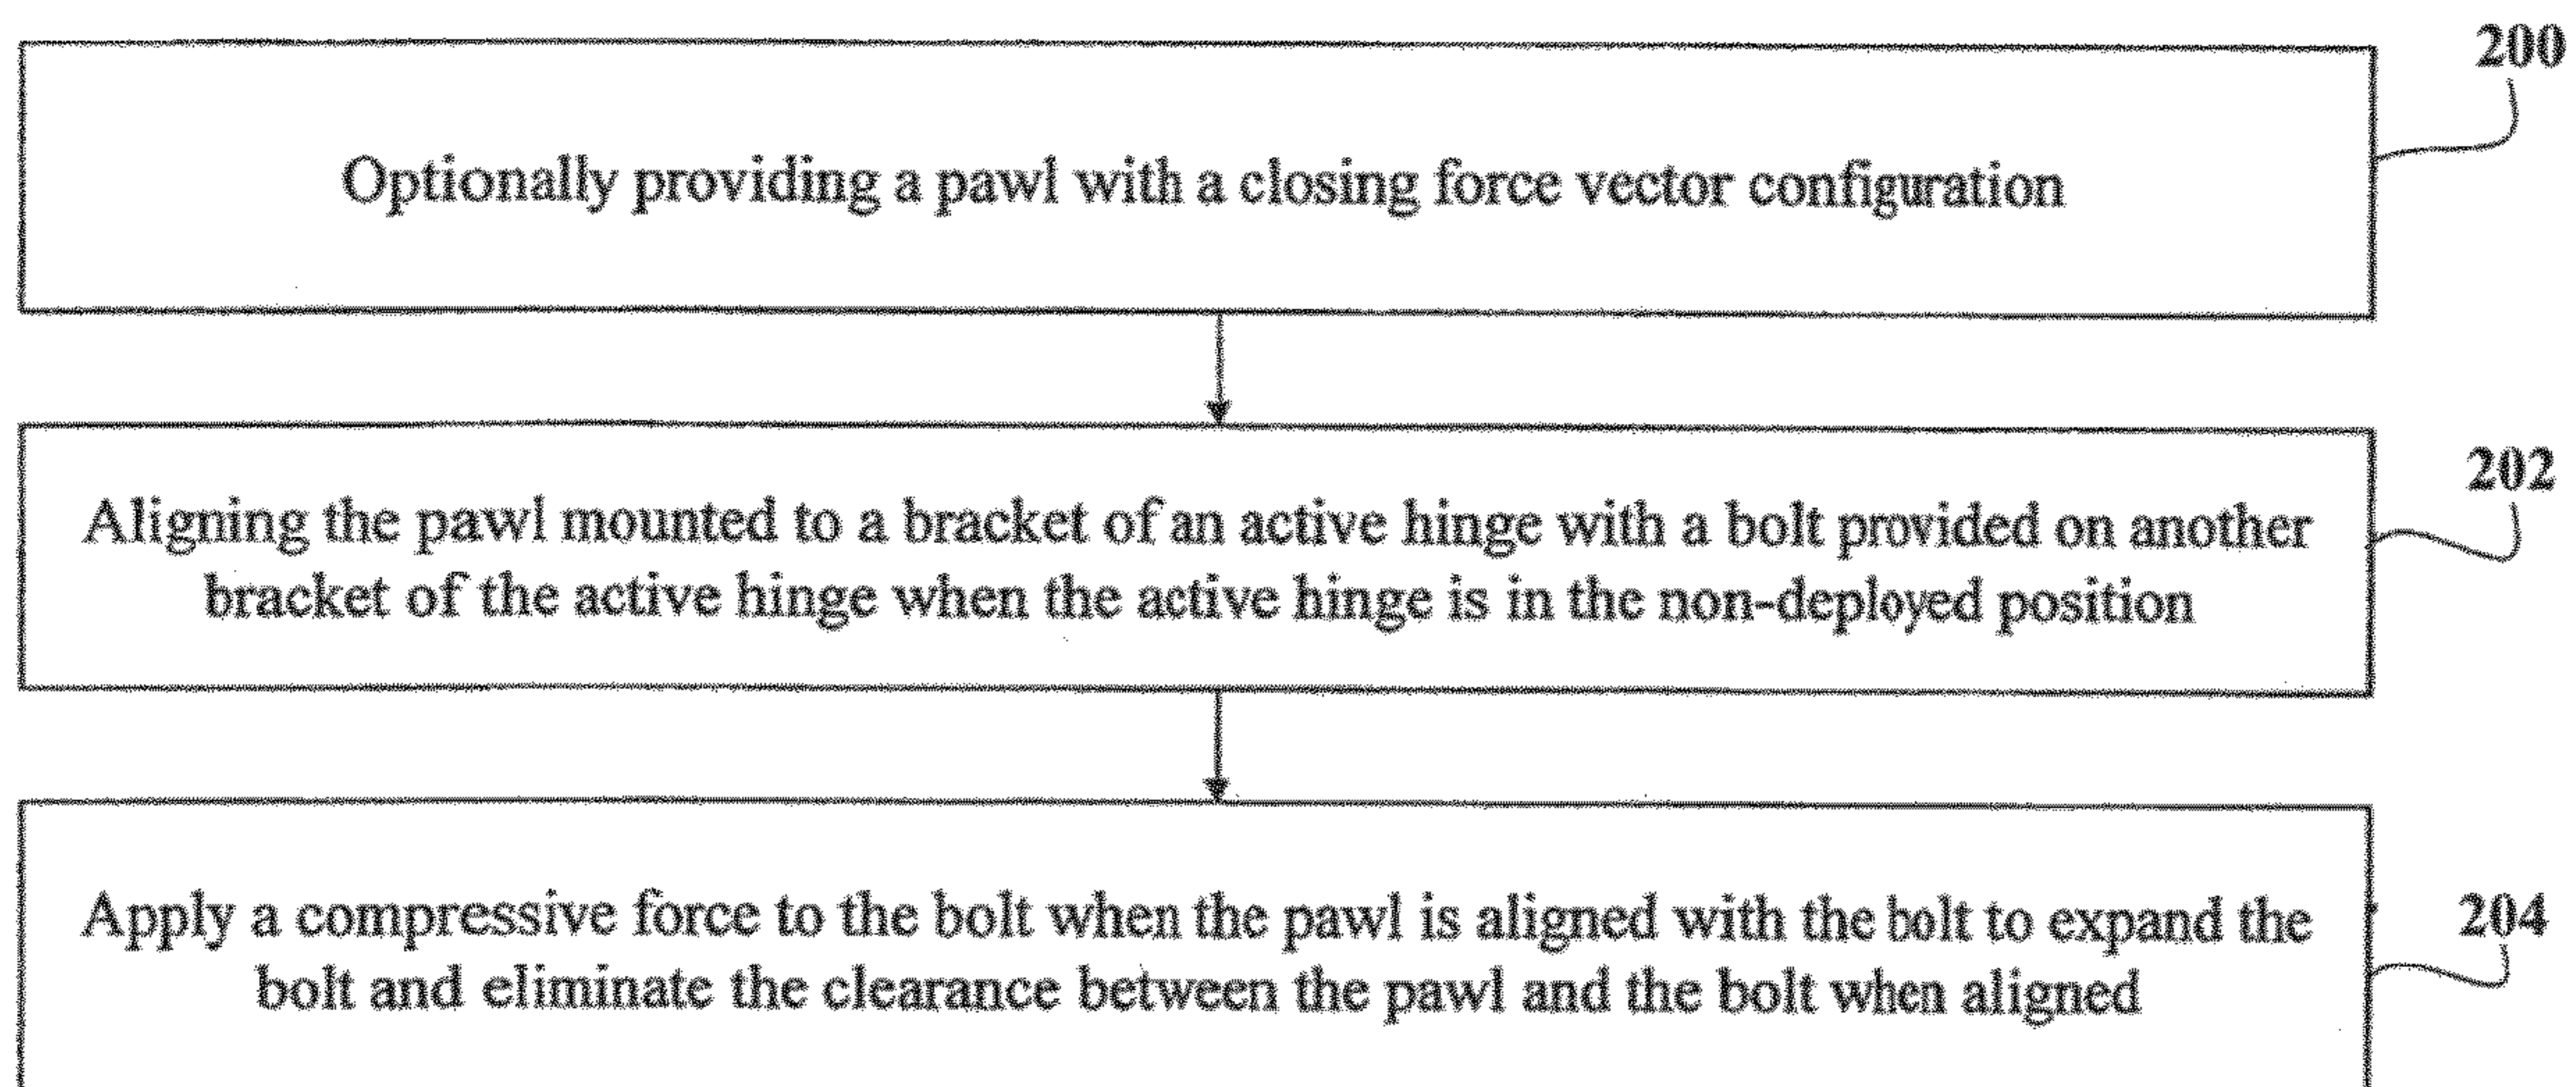 200
Optionally providing a pawl with a closing force vector configuration
202
Aligning the pawl mounted to a bracket of an active hinge with a bolt provided on another
bracket of the active hinge when the active hinge is in the non-deployed position
204
Apply a compressive force to the bolt when the pawl is aligned with the bolt to expand the
bolt and eliminate the clearance between the pawl and the bolt when aligned